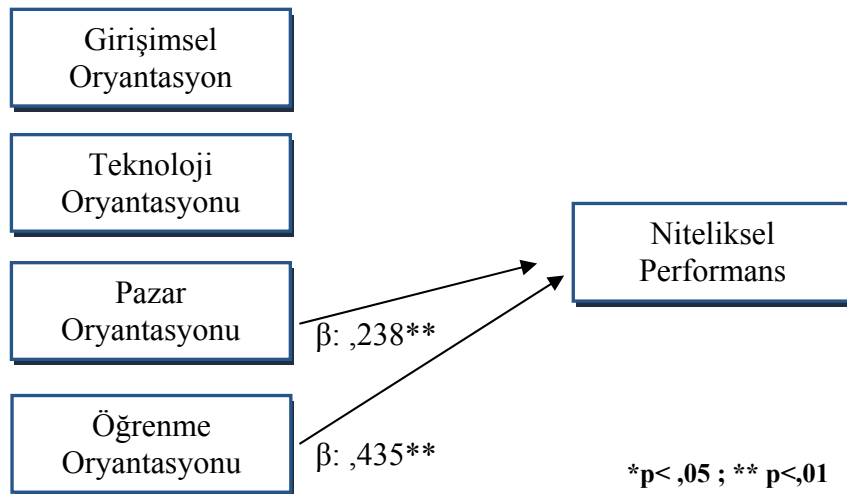 Girişimsel
Oryantasyon
Teknoloji
Oryantasyonu
Pazar
Oryantasyonu
Öğrenme
Oryantasyonu
β: ,238**
β: ,435**
Niteliksel
Performans
*p< ,05 ; ** p<,01